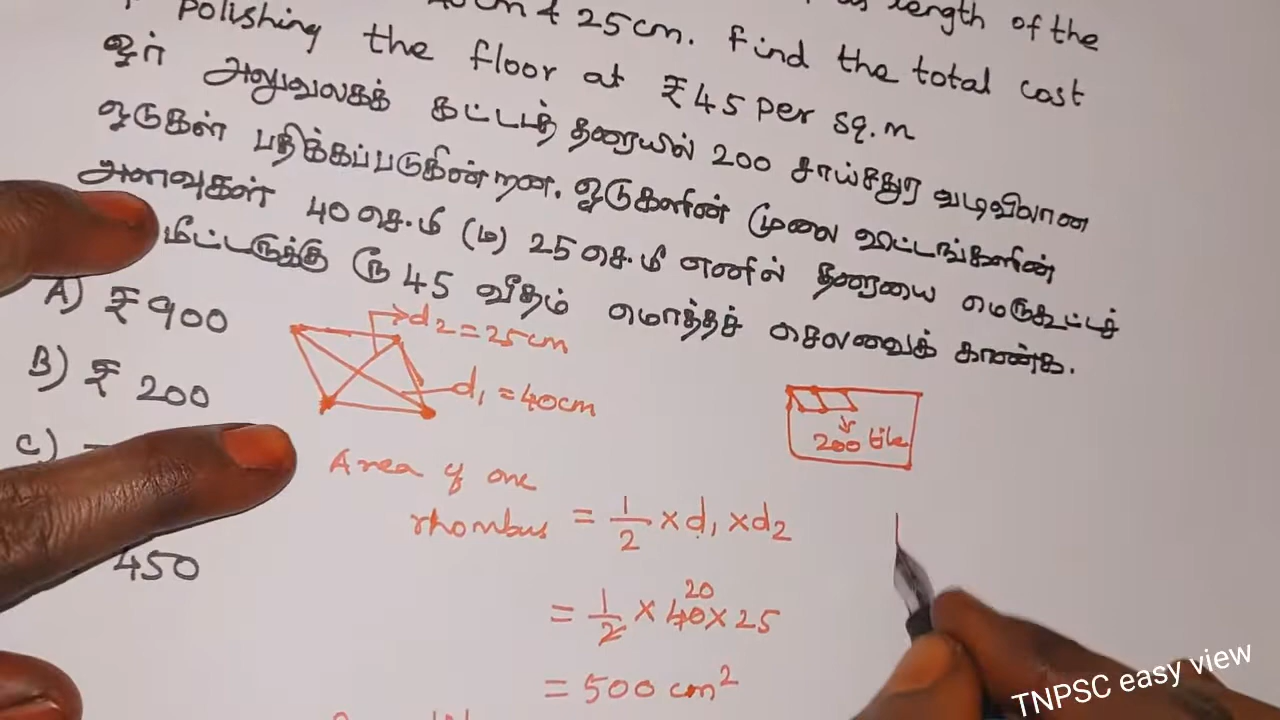 length of the
polishing the floor at ₹45 per sq.m
& 25cm. Find the total cost
ஓர் அலுவலகக் கட்டடத் தரையில் 200 சாய்சதுர வடிவிலான
ஓடுகள் பதிக்கப்படுகின்றன. ஓடுகளின் மூலை விட்டங்களின்
அளவுகள் 40 செ.மீ (ம) 25 செ.மீ எனில் தரையை மெருகூட்டச்
மீட்டருக்கு ரூ 45 வீதம் மொத்தச் செலவைக் காண்க.
A) ₹900
B) ₹200
C)
450
d2 = 25cm
d1 = 40cm
200 tile
Area of one
rhombus = 1/2 × d1 × d2
20
= 1/2 × 40 × 25
= 500 cm²
TNPSC easy view